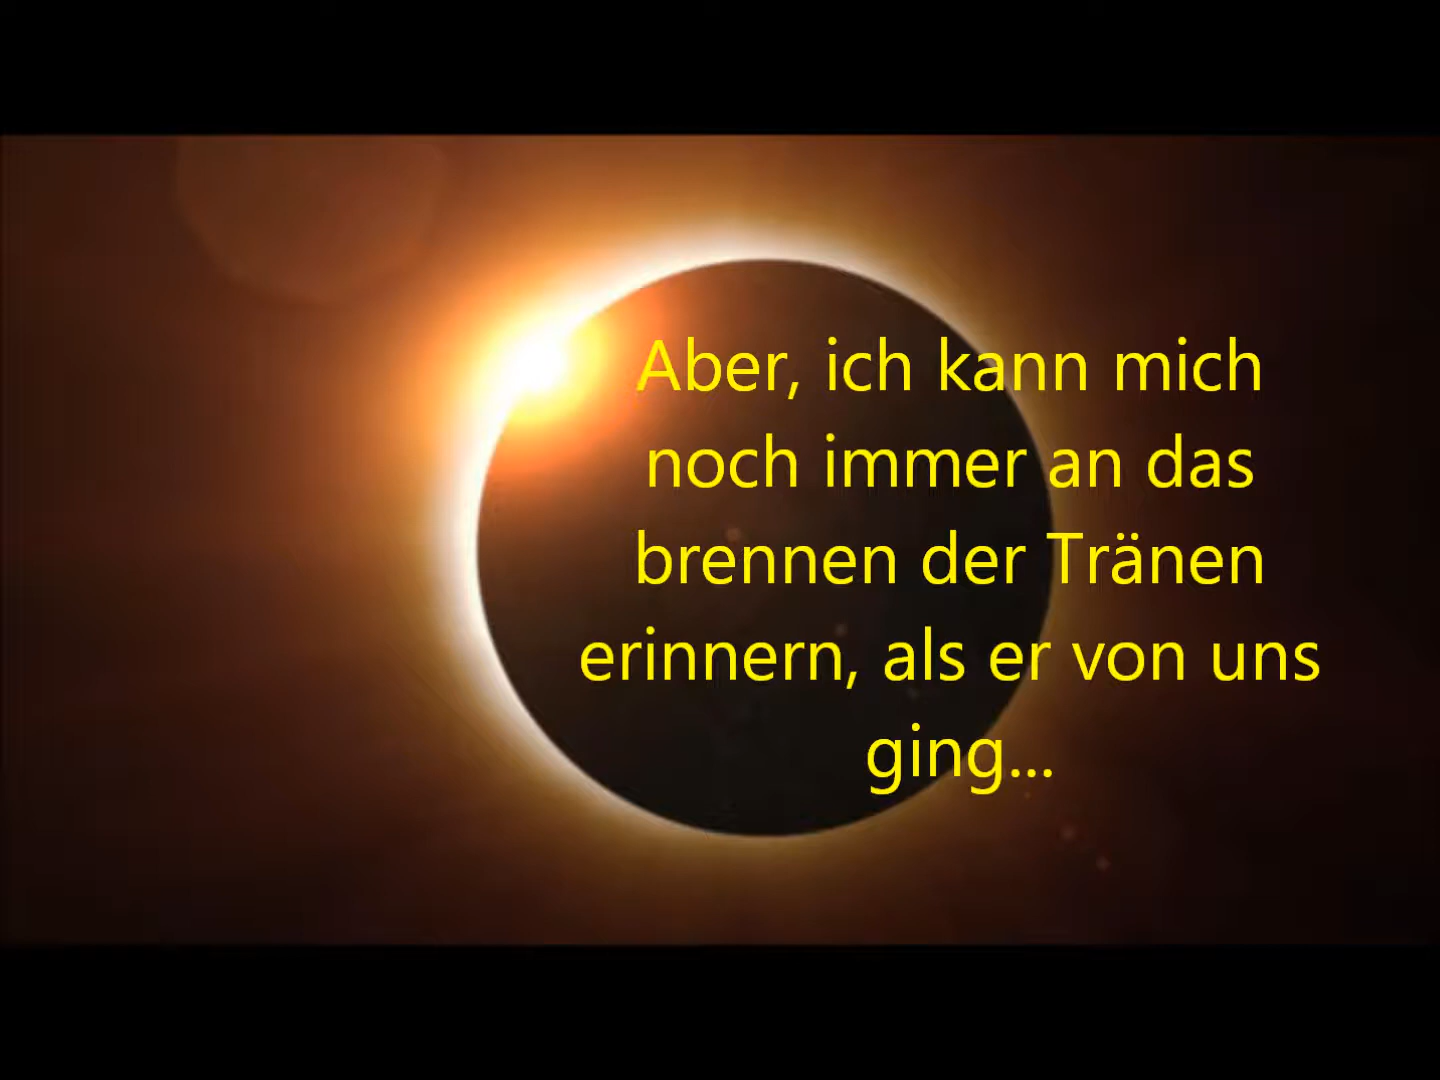 Aber, ich kann mich
noch immer an das
brennen der Tränen
erinnern, als er von uns
ging...